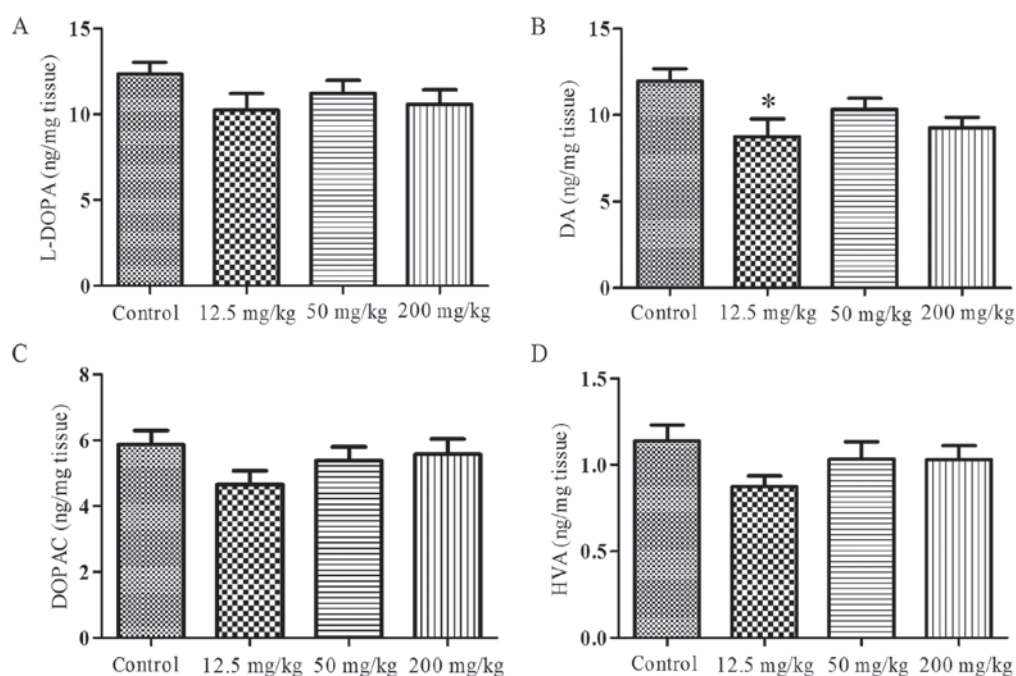 A
L-DOPA (ng/mg tissue)
15
10
5
0
Control 12.5 mg/kg 50 mg/kg 200 mg/kg
B
DA (ng/mg tissue)
15
10
5
0
*
Control 12.5 mg/kg 50 mg/kg 200 mg/kg
C
DOPAC (ng/mg tissue)
8
6
4
2
0
Control 12.5 mg/kg 50 mg/kg 200 mg/kg
D
HVA (ng/mg tissue)
1.5
1.0
0.5
0.0
Control 12.5 mg/kg 50 mg/kg 200 mg/kg